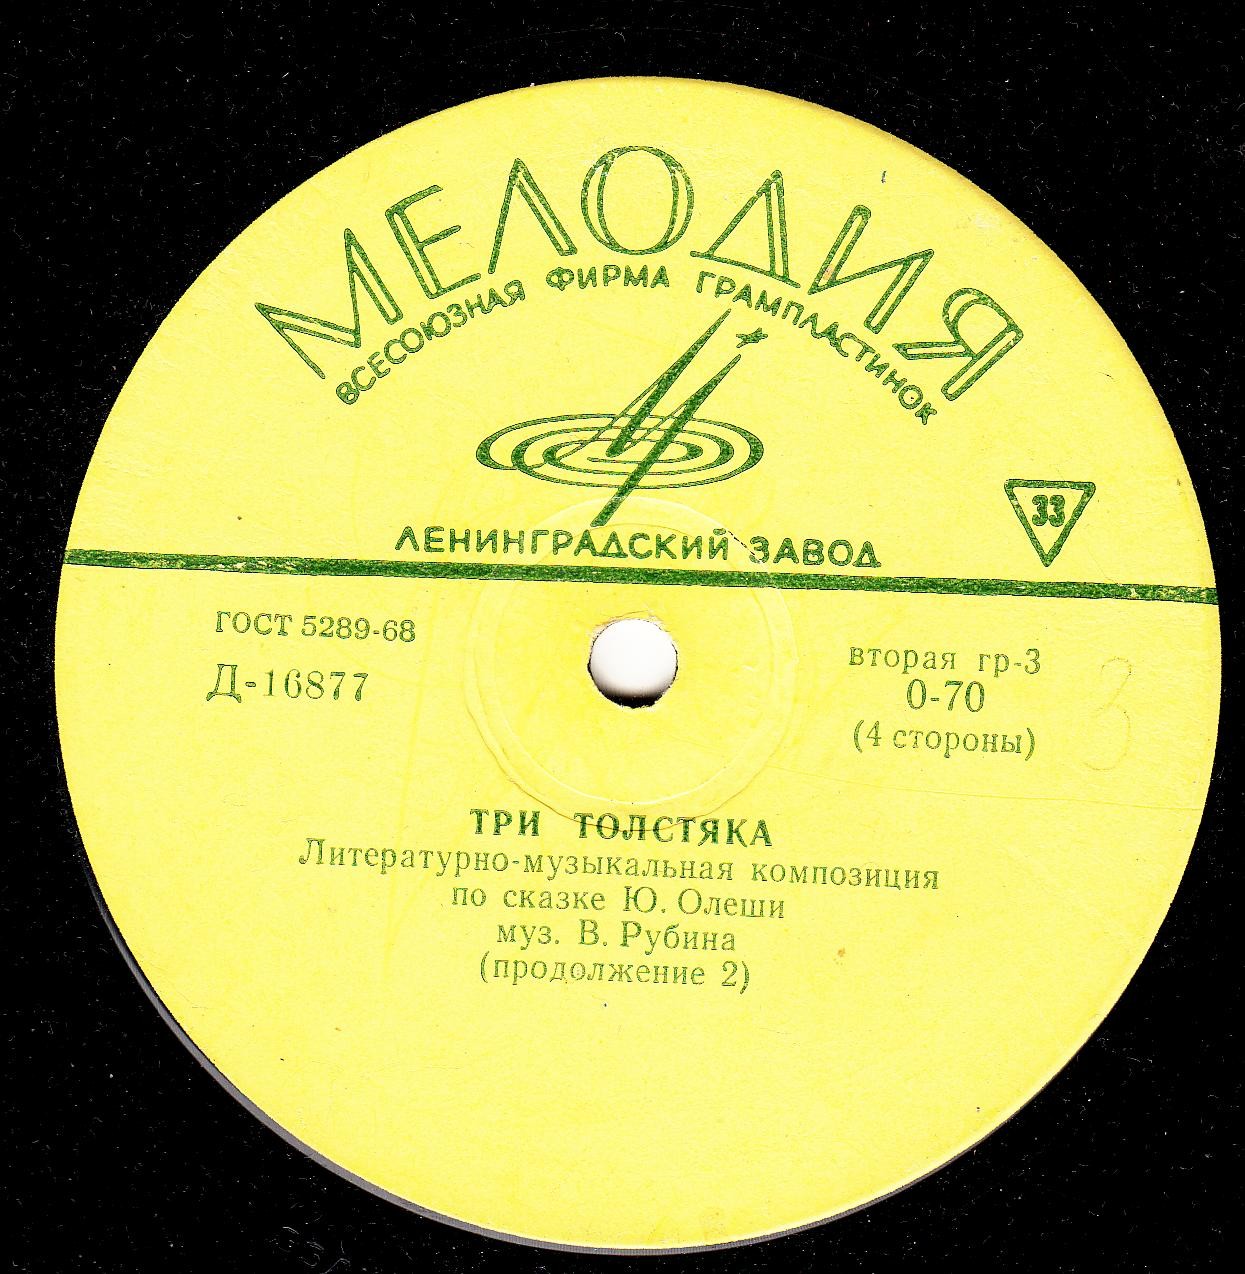 МЕЛОДИЯ
ВСЕСОЮЗНАЯ ФИРМА ГРАМПЛАСТИНОК
33
ЛЕНИНГРАДСКИЙ ЗАВОД
ГОСТ 5289-68
Д-16877
вторая гр-3
0-70
(4 стороны)
3
ТРИ ТОЛСТЯКА
Литературно-музыкальная композиция
по сказке Ю. Олеши
муз. В. Рубина
(продолжение 2)